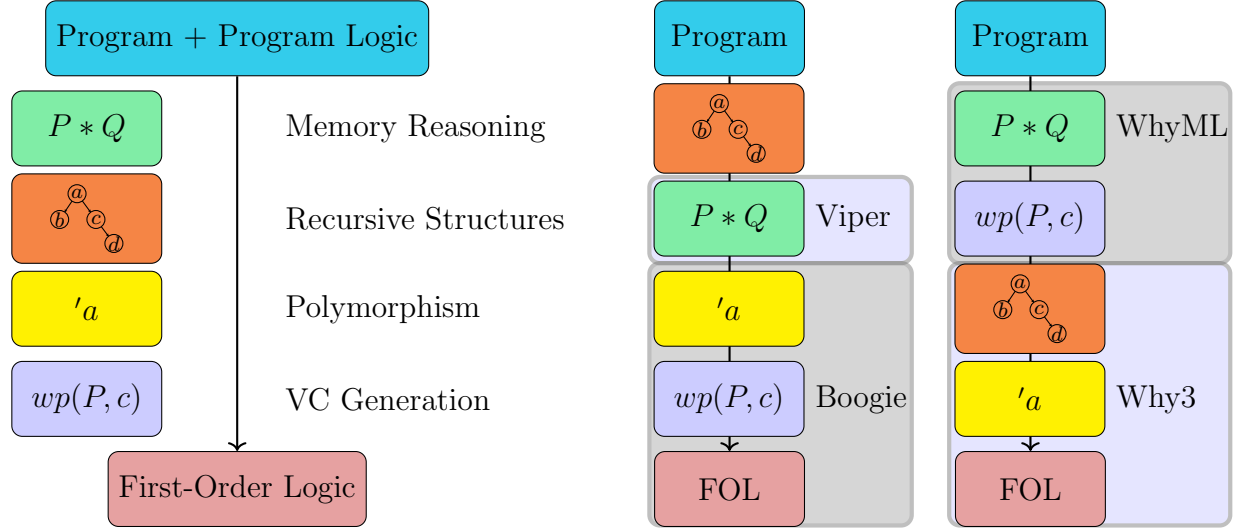 Program + Program Logic
P ∗ Q
Memory Reasoning
a
b
c
d
Recursive Structures
′a
Polymorphism
wp(P, c)
VC Generation
First-Order Logic
Program
a
b
c
d
P ∗ Q
Viper
′a
wp(P, c)
Boogie
FOL
Program
P ∗ Q
WhyML
wp(P, c)
a
b
c
d
′a
Why3
FOL